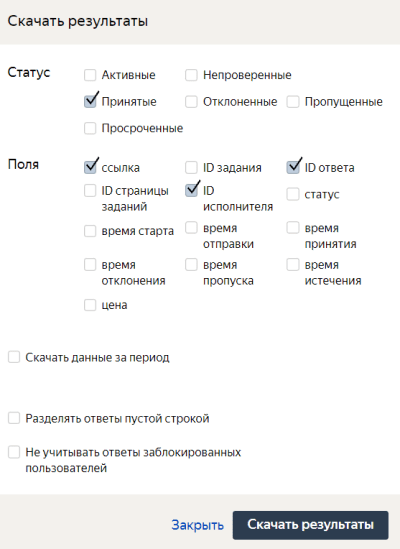 Скачать результаты
Статус Активные Непроверенные
Принятые Отклоненные Пропущенные
Просроченные
Поля ссылка ID задания ID ответа
ID страницы заданий ID исполнителя статус
время старта время отправки время принятия
время отклонения время пропуска время истечения
цена
Скачать данные за период
Разделять ответы пустой строкой
Не учитывать ответы заблокированных
пользователей
Закрыть Скачать результаты